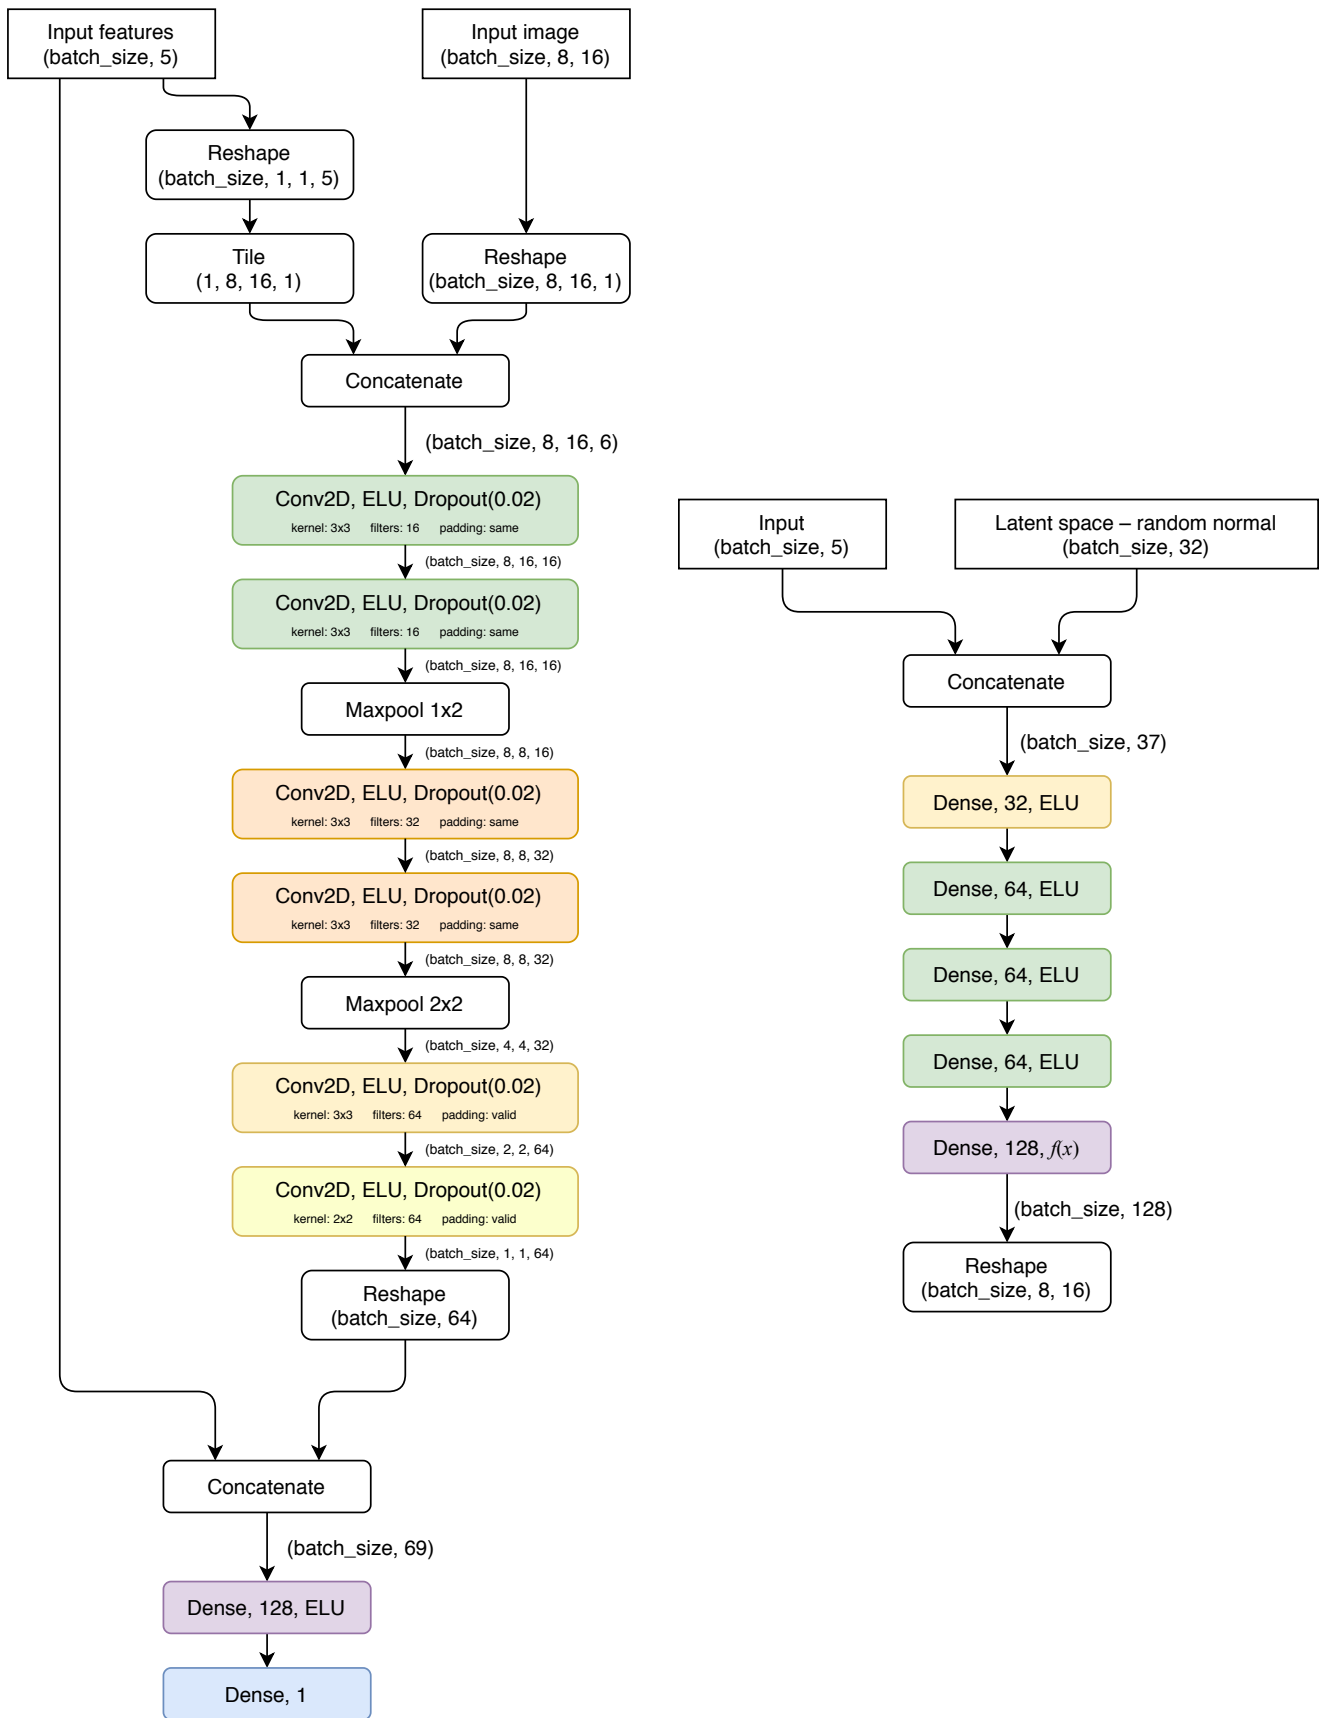 Input features
(batch_size, 5)
Input image
(batch_size, 8, 16)
Reshape
(batch_size, 1, 1, 5)
Tile
(1, 8, 16, 1)
Reshape
(batch_size, 8, 16, 1)
Concatenate
(batch_size, 8, 16, 6)
Conv2D, ELU, Dropout(0.02)
kernel: 3x3 filters: 16 padding: same
(batch_size, 8, 16, 16)
Conv2D, ELU, Dropout(0.02)
kernel: 3x3 filters: 16 padding: same
(batch_size, 8, 16, 16)
Maxpool 1x2
(batch_size, 8, 8, 16)
Conv2D, ELU, Dropout(0.02)
kernel: 3x3 filters: 32 padding: same
(batch_size, 8, 8, 32)
Conv2D, ELU, Dropout(0.02)
kernel: 3x3 filters: 32 padding: same
(batch_size, 8, 8, 32)
Maxpool 2x2
(batch_size, 4, 4, 32)
Conv2D, ELU, Dropout(0.02)
kernel: 3x3 filters: 64 padding: valid
(batch_size, 2, 2, 64)
Conv2D, ELU, Dropout(0.02)
kernel: 2x2 filters: 64 padding: valid
(batch_size, 1, 1, 64)
Reshape
(batch_size, 64)
Concatenate
(batch_size, 69)
Dense, 128, ELU
Dense, 1
Input
(batch_size, 5)
Latent space – random normal
(batch_size, 32)
Concatenate
(batch_size, 37)
Dense, 32, ELU
Dense, 64, ELU
Dense, 64, ELU
Dense, 64, ELU
Dense, 128, f(x)
(batch_size, 128)
Reshape
(batch_size, 8, 16)